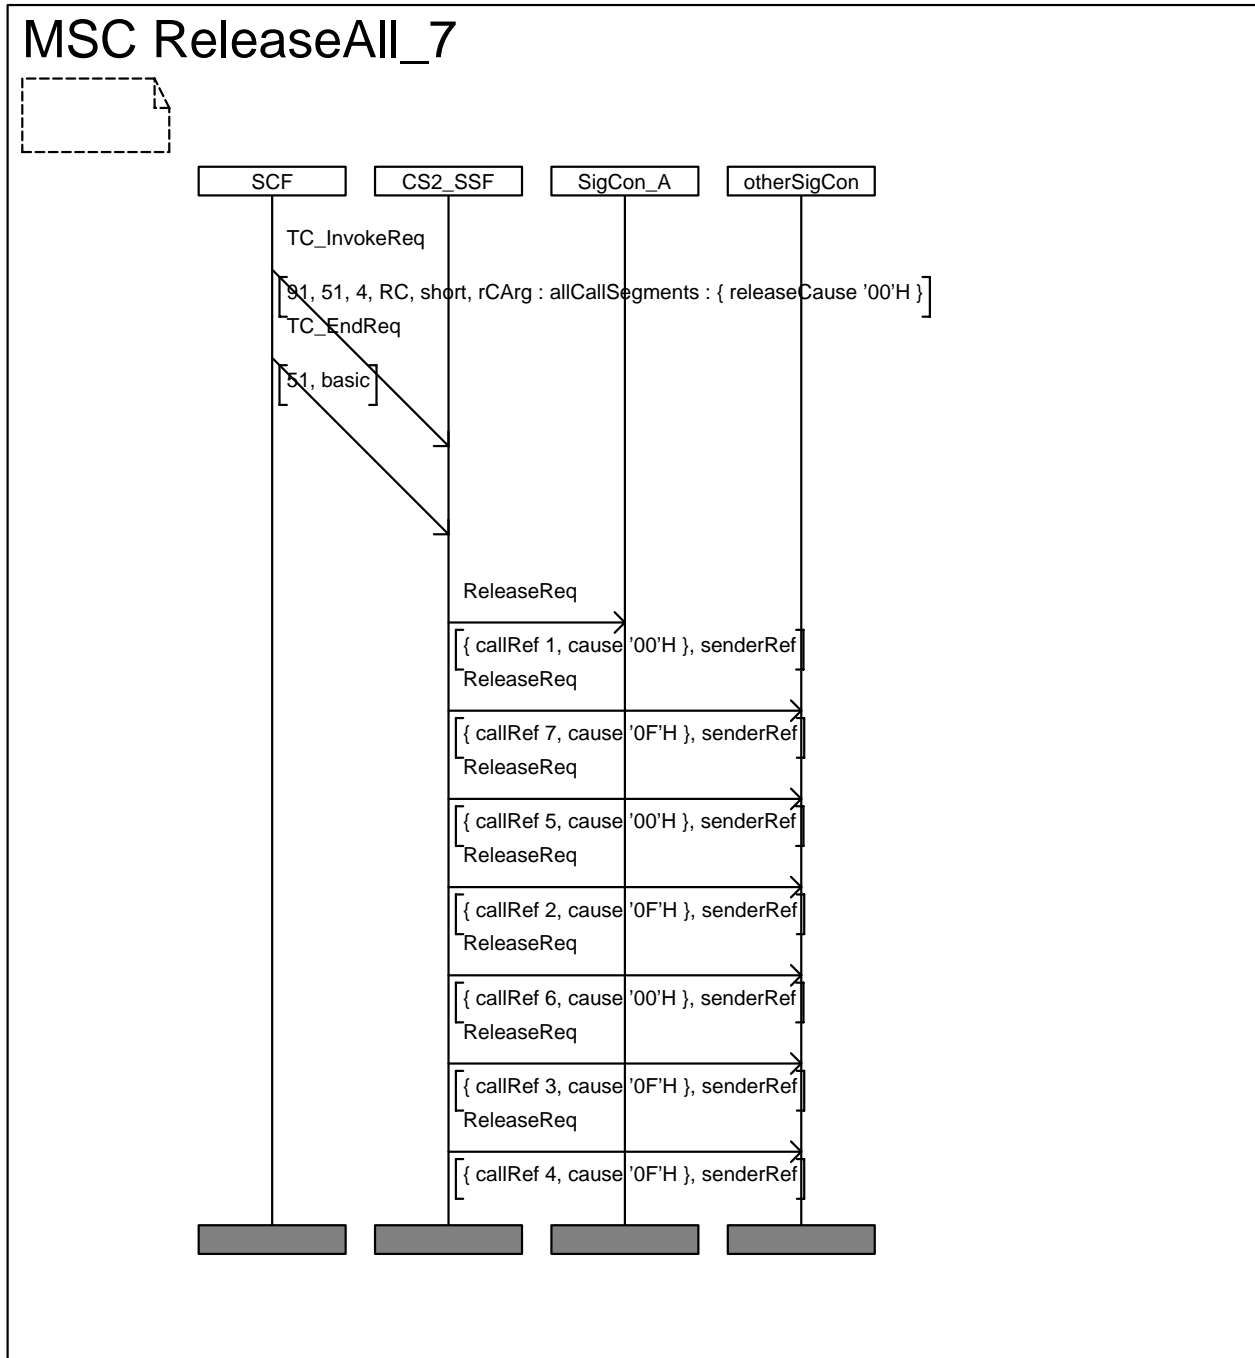 MSC ReleaseAll_7
SCF CS2_SSF SigCon_A otherSigCon
TC_InvokeReq
91, 51, 4, RC, short, rCArg : allCallSegments : { releaseCause '00'H }
TC_EndReq
51, basic
ReleaseReq
{ callRef 1, cause '00'H }, senderRef
ReleaseReq
{ callRef 7, cause '0F'H }, senderRef
ReleaseReq
{ callRef 5, cause '00'H }, senderRef
ReleaseReq
{ callRef 2, cause '0F'H }, senderRef
ReleaseReq
{ callRef 6, cause '00'H }, senderRef
ReleaseReq
{ callRef 3, cause '0F'H }, senderRef
ReleaseReq
{ callRef 4, cause '0F'H }, senderRef